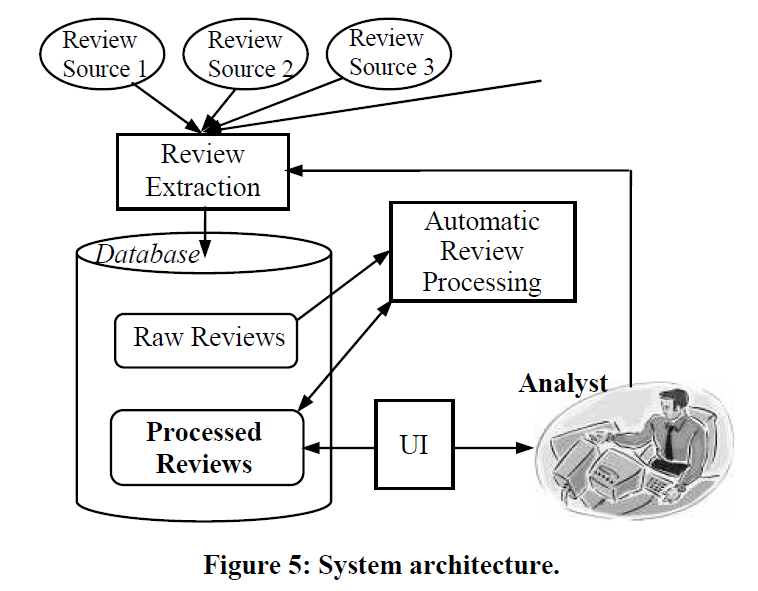 Review
Source 1
Review
Source 2
Review
Source 3
Review
Extraction
Database
Automatic
Review
Processing
Raw Reviews
Analyst
Processed
Reviews
UI
Figure 5: System architecture.